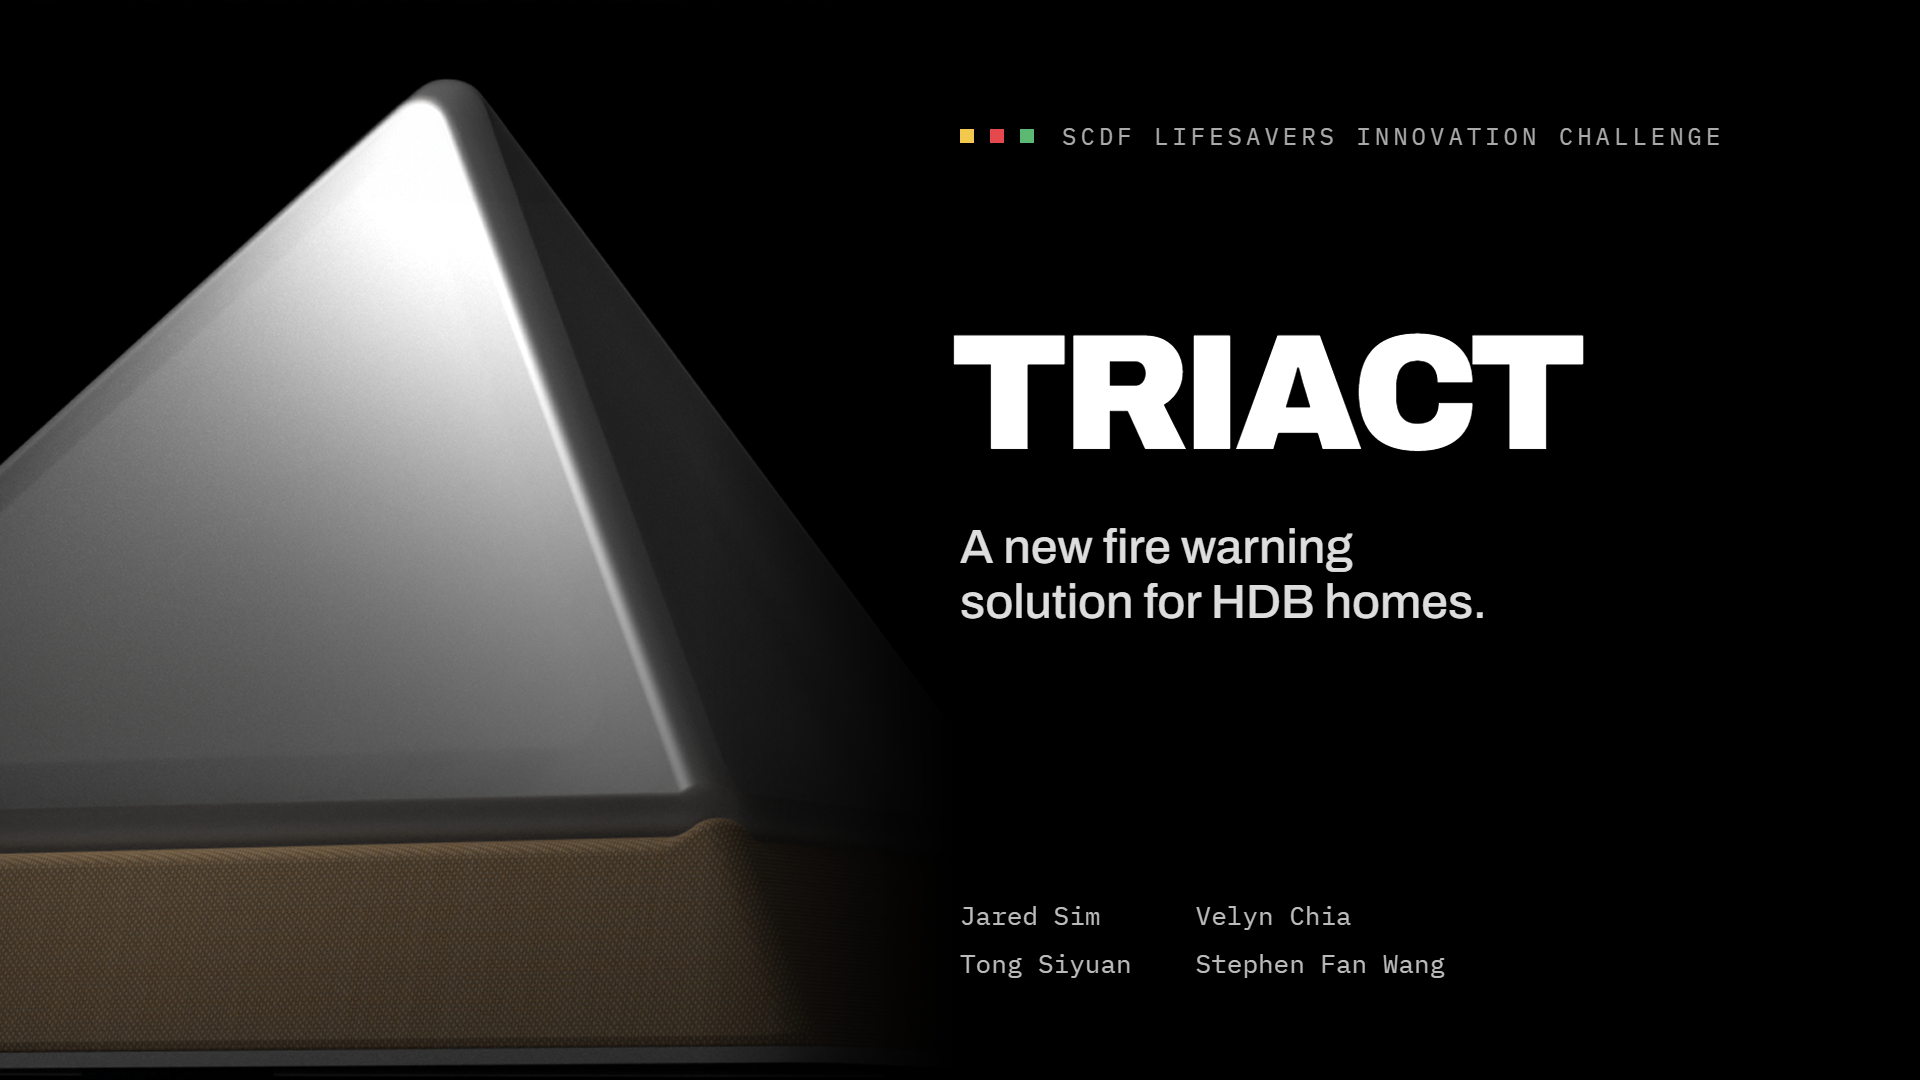 SCDF LIFESAVERS INNOVATION CHALLENGE
TRIACT
A new fire warning
solution for HDB homes.
Jared Sim
Velyn Chia
Tong Siyuan
Stephen Fan Wang